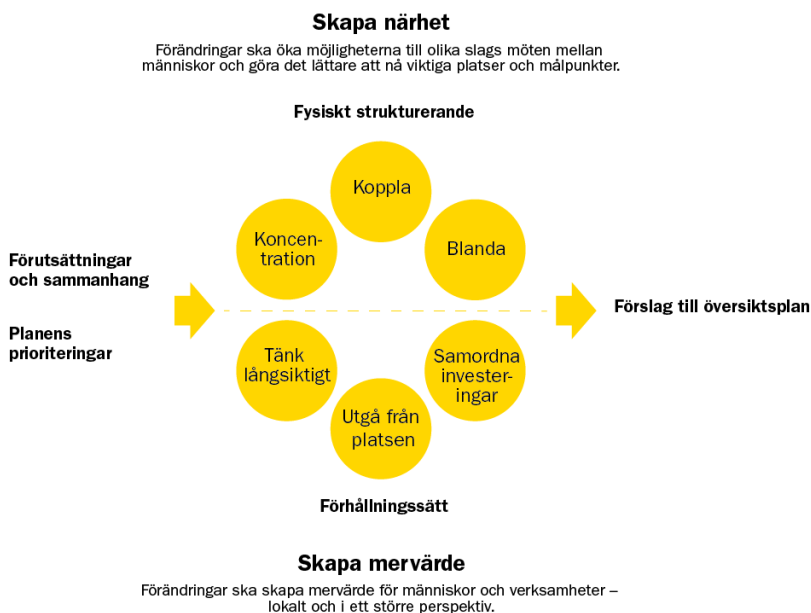 Skapa närhet
Förändringar ska öka möjligheterna till olika slags möten mellan
människor och göra det lättare att nå viktiga platser och målpunkter.
Fysiskt strukturerande
Koppla
Koncen-
tration
Blanda
Förutsättningar
och sammanhang
Planens
prioriteringar
Förslag till översiktsplan
Tänk
långsiktigt
Samordna
invester-
ingar
Utgå från
platsen
Förhållningssätt
Skapa mervärde
Förändringar ska skapa mervärde för människor och verksamheter –
lokalt och i ett större perspektiv.